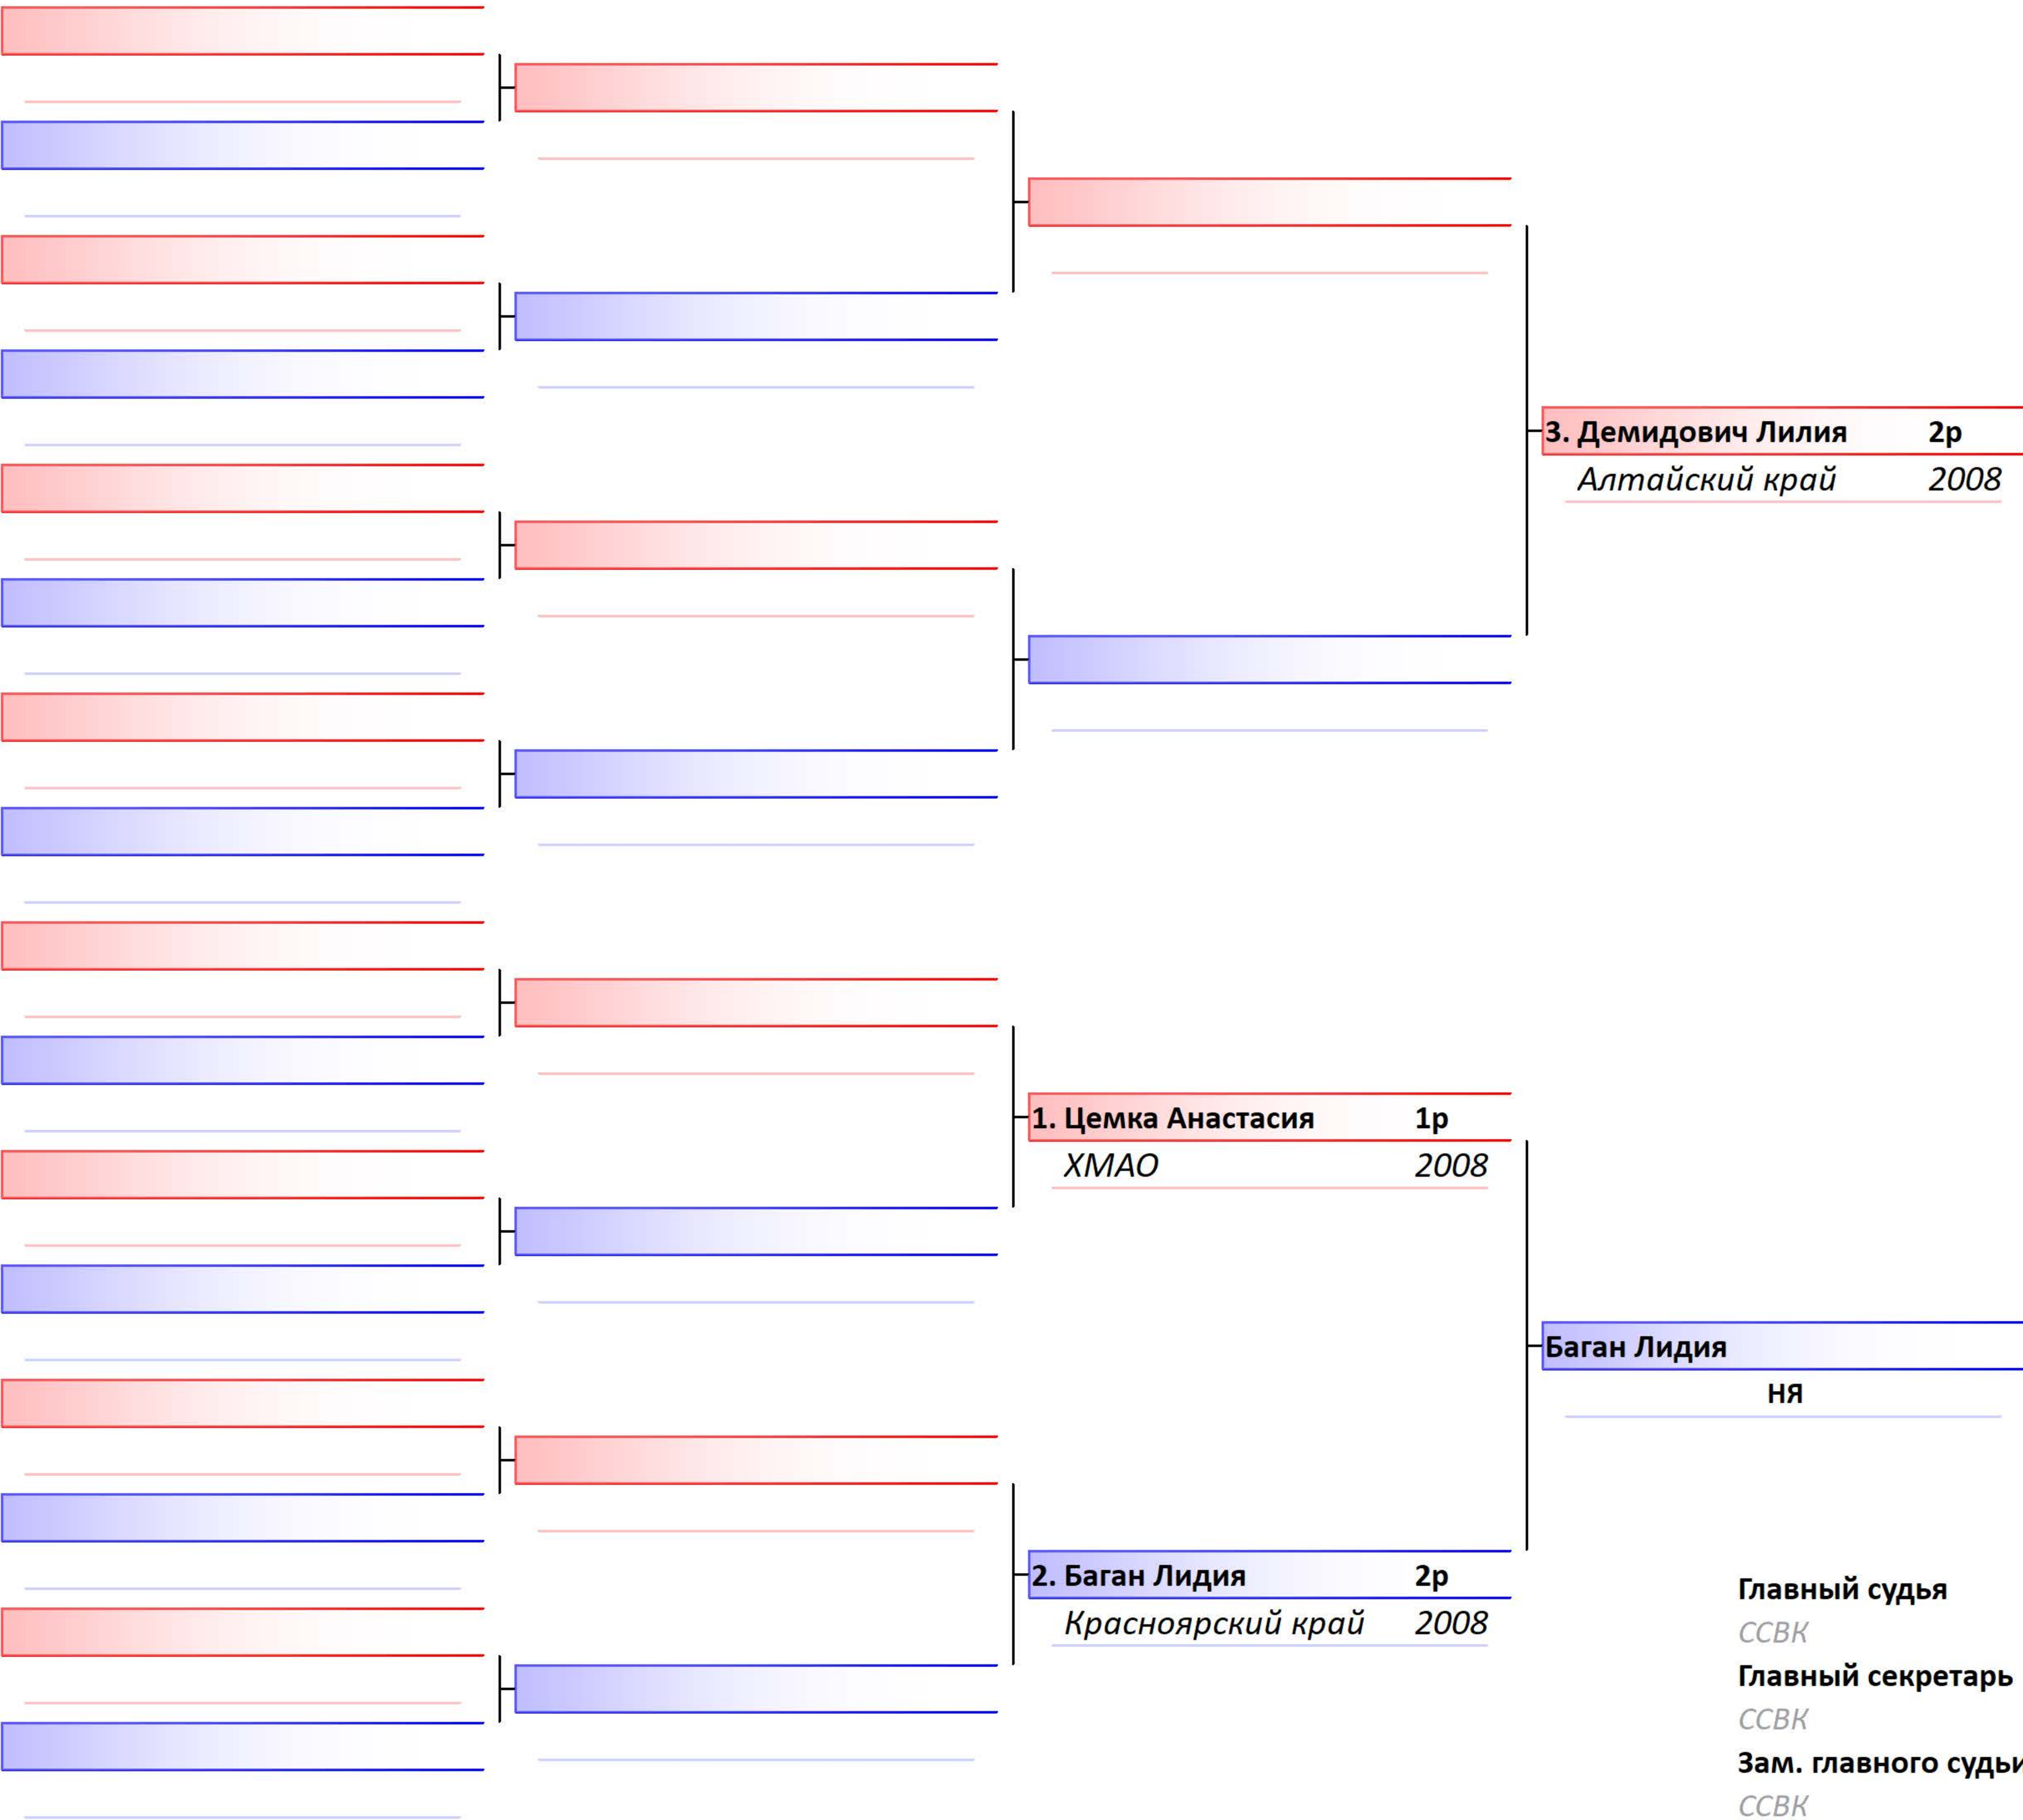 3. Демидович Лилия 2р
Алтайский край 2008
1. Цемка Анастасия 1р
ХМАО 2008
Баган Лидия
НЯ
2. Баган Лидия 2р
Красноярский край 2008
Главный судья
ССВК
Главный секретарь
ССВК
Зам. главного судьи
ССВК